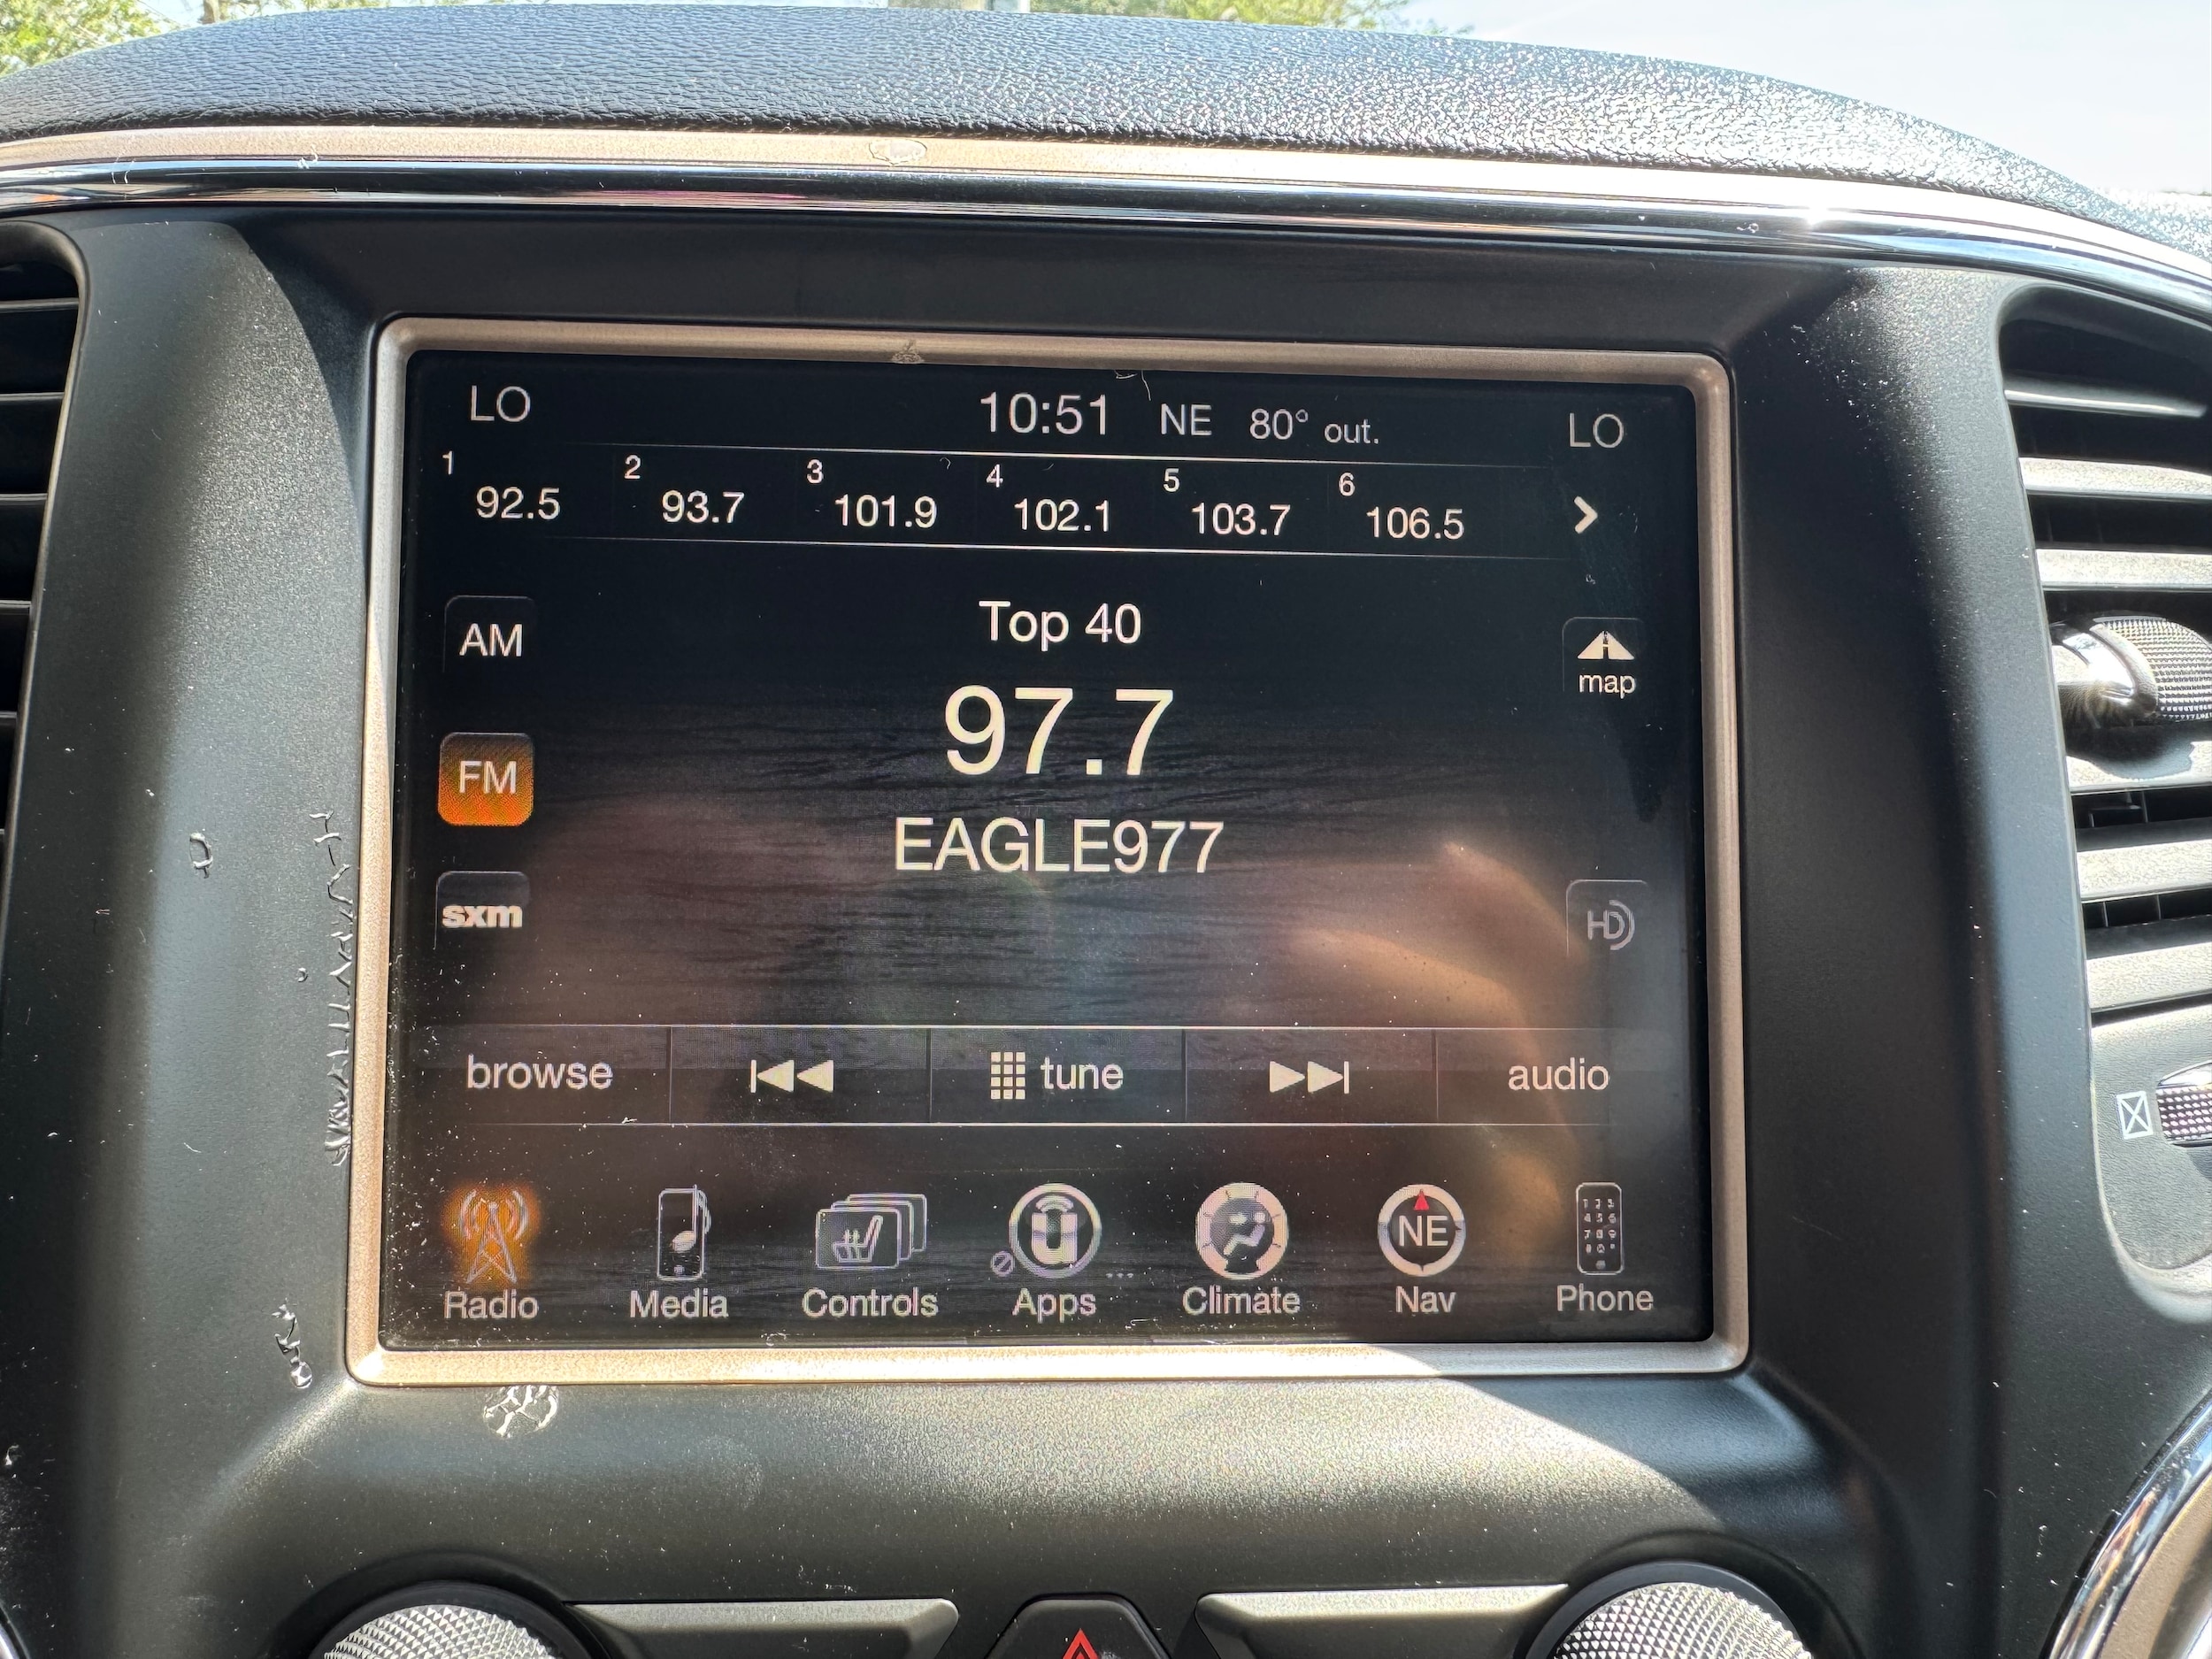 LO 10:51 NE 80° out. LO
1 92.5 2 93.7 3 101.9 4 102.1 5 103.7 6 106.5
Top 40
AM
map
97.7
FM
EAGLE977
sxm
HD
browse tune audio
NE
Radio Media Controls Apps Climate Nav Phone